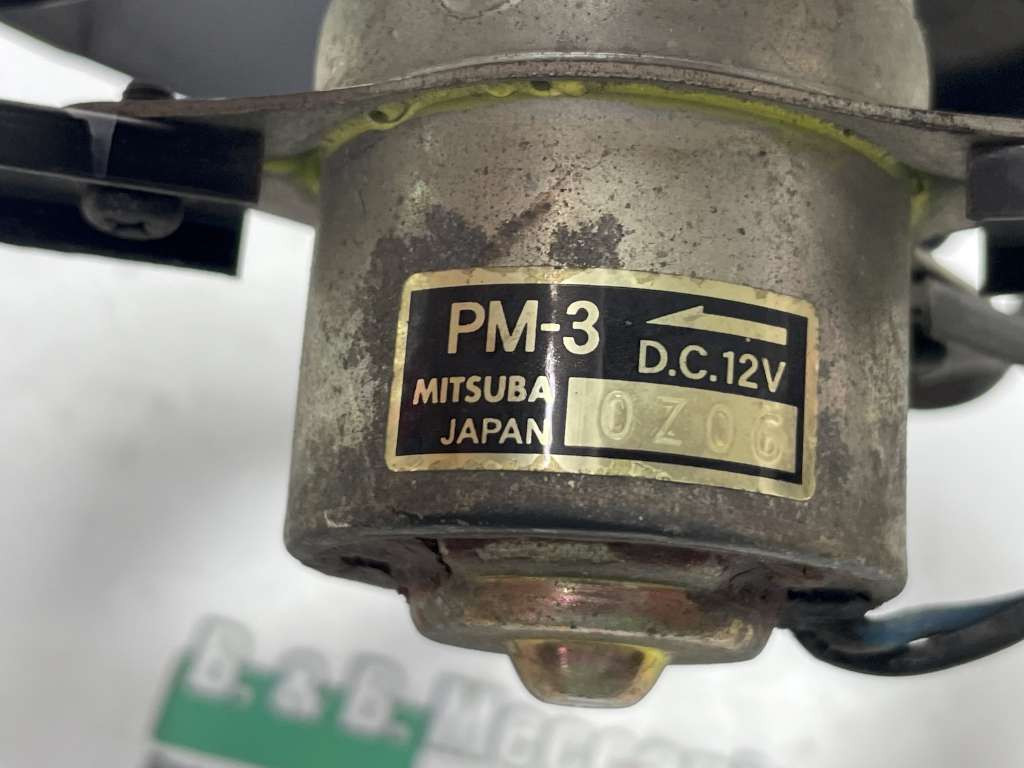 PM-3
D.C.12V
MITSUBA
JAPAN
0Z06
B.&B.